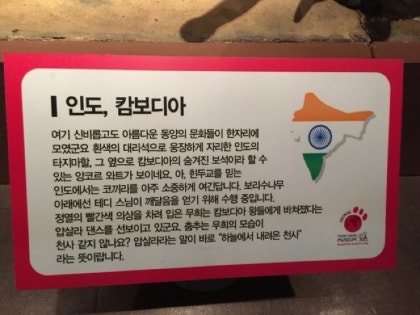 인도, 캄보디아
여기 신비롭고도 아름다운 동양의 문화들이 한자리에
모였군요 흰색의 대리석으로 웅장하게 자리한 인도의
타지마할, 그 옆으로 캄보디아의 숨겨진 보석이라 할 수
있는 앙코르 와트가 보이네요. 아, 힌두교를 믿는
인도에서는 코끼리를 아주 소중하게 여긴답니다. 보리수나무
아래에선 테디 스님이 깨달음을 얻기 위해 수행 중입니다.
정열의 빨간색 의상을 차려 입은 무희는 캄보디아 왕들에게 바쳐졌다는
압살라 댄스를 선보이고 있군요. 춤추는 무희의 모습이
천사 같지 않나요? 압살라라는 말이 바로 "하늘에서 내려온 천사"
라는 뜻이랍니다.
TEDDY BEAR
MUSEUM